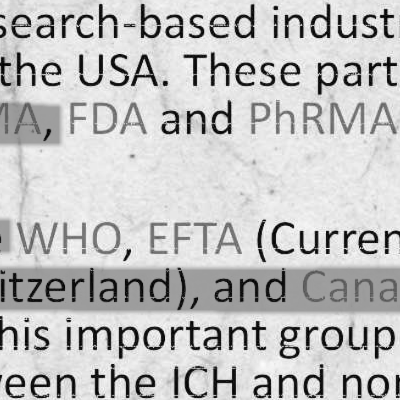 search-based industr
the USA. These part
MA, FDA and PhRMA
e WHO, EFTA (Curren
itzerland), and Cana
his important group
ween the ICH and non